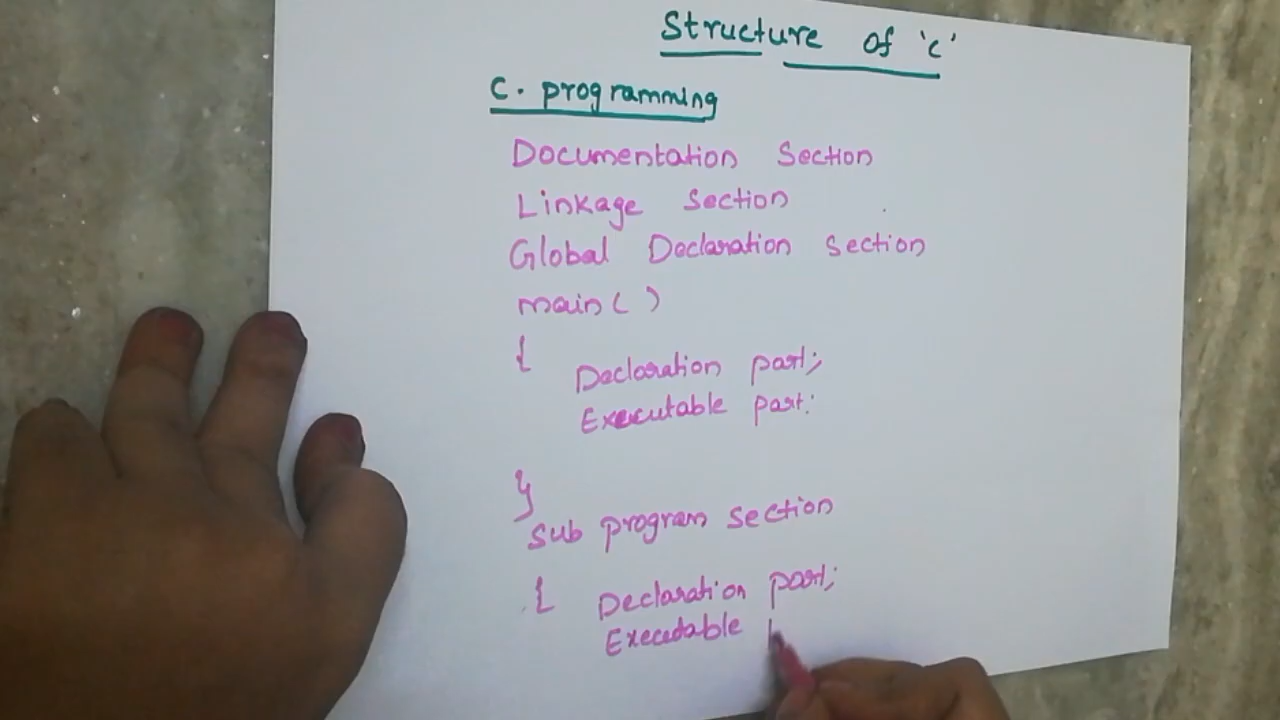 Structure of 'c'
C. programming
Documentation Section
Linkage Section
Global Declaration Section
main( )
{
Declaration part;
Executable part:
}
Sub program section
{ Declaration part;
Executable